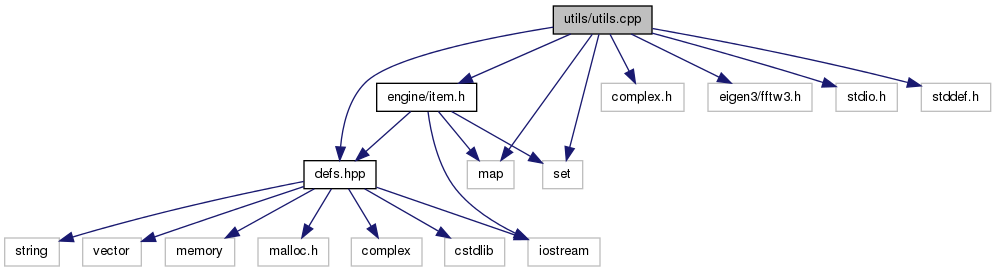 utils/utils.cpp
engine/item.h
complex.h
eigen3/fftw3.h
stdio.h
stddef.h
defs.hpp
map
set
string
vector
memory
malloc.h
complex
cstdlib
iostream